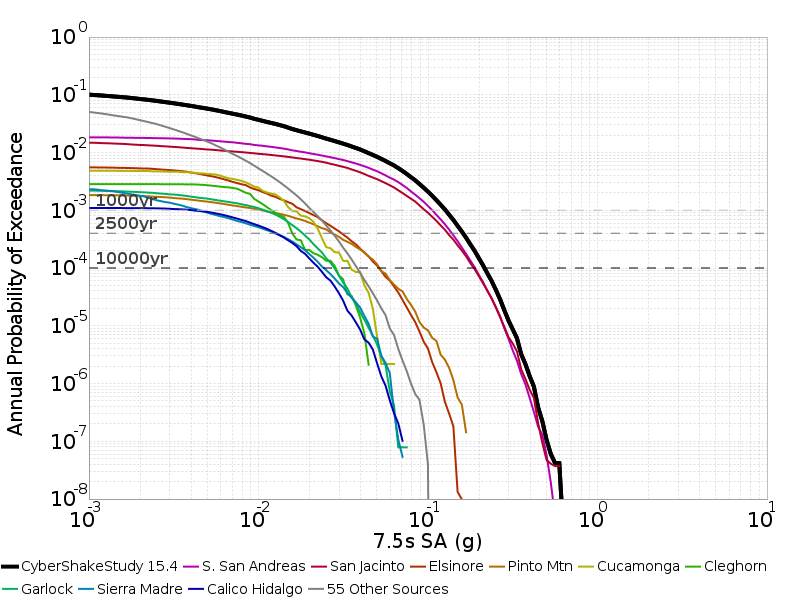 10^0
10^-1
10^-2
10^-3
10^-4
10^-5
10^-6
10^-7
10^-8
Annual Probability of Exceedance
1000yr
2500yr
10000yr
10^-3 10^-2 10^-1 10^0 10^1
7.5s SA (g)
CyberShakeStudy 15.4 S. San Andreas San Jacinto Elsinore Pinto Mtn Cucamonga Cleghorn
Garlock Sierra Madre Calico Hidalgo 55 Other Sources